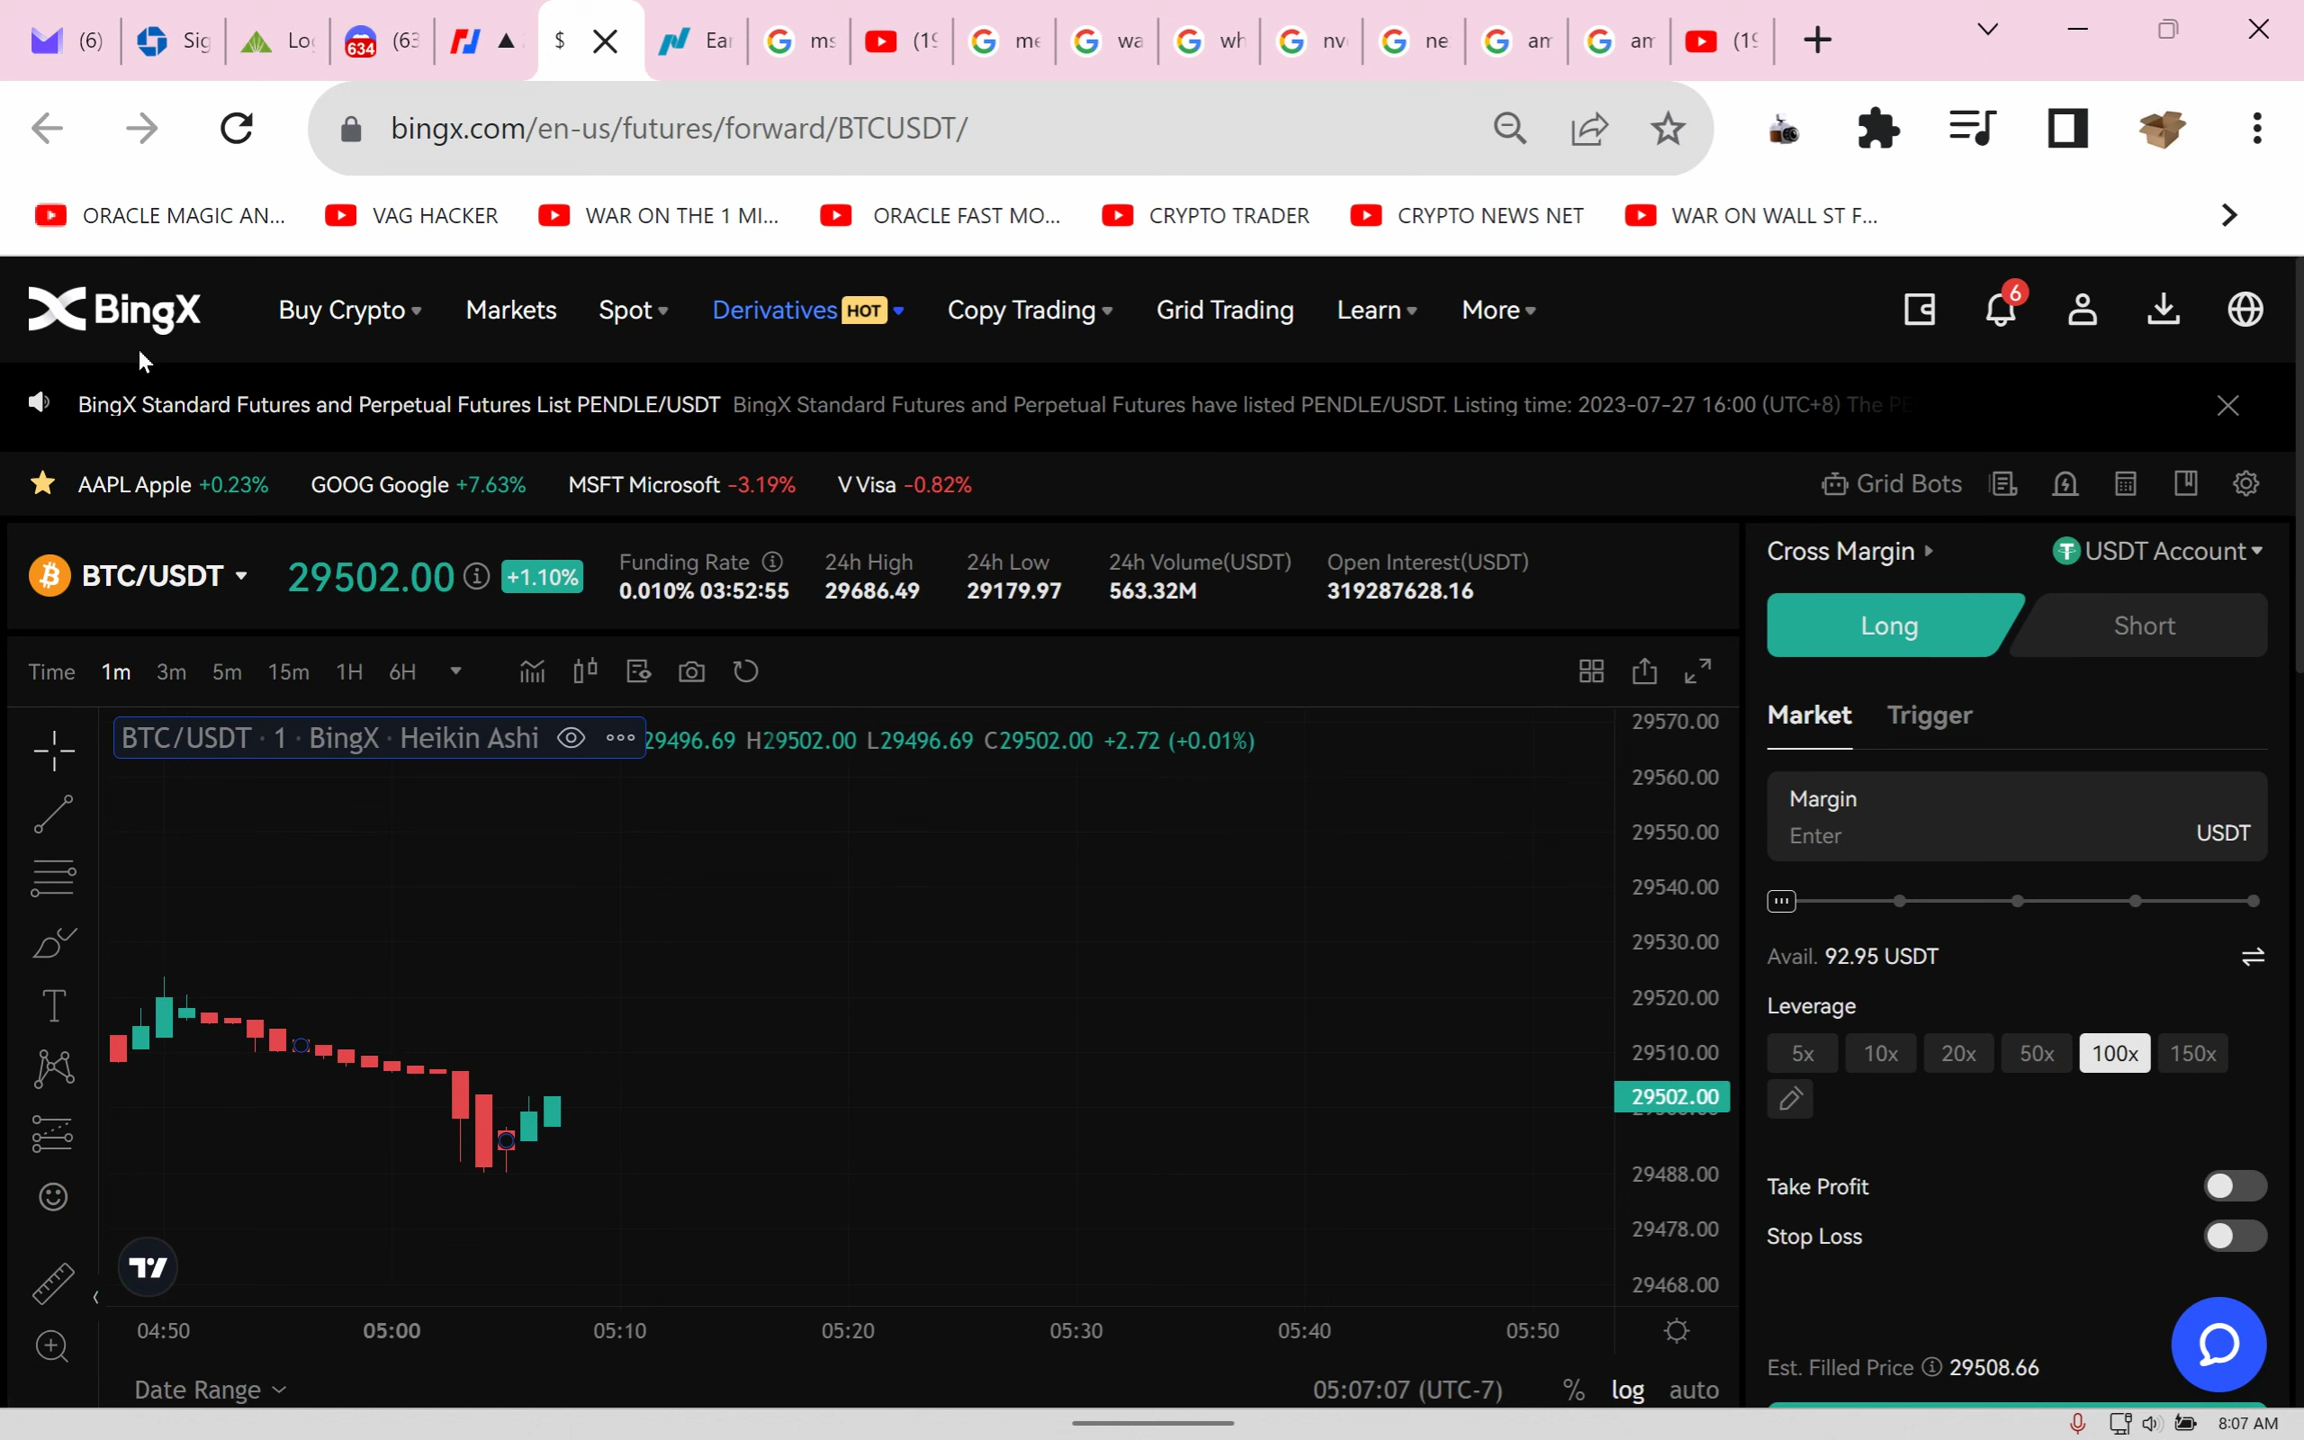 (6) Sig Lo (63 ▲ $ Ear ms (19 me wa wh nv ne am am (19
634
bingx.com/en-us/futures/forward/BTCUSDT/
ORACLE MAGIC AN... VAG HACKER WAR ON THE 1 MI... ORACLE FAST MO... CRYPTO TRADER CRYPTO NEWS NET WAR ON WALL ST F...
BingX Buy Crypto Markets Spot Derivatives HOT Copy Trading Grid Trading Learn More 6
BingX Standard Futures and Perpetual Futures List PENDLE/USDT BingX Standard Futures and Perpetual Futures have listed PENDLE/USDT. Listing time: 2023-07-27 16:00 (UTC+8) The PE
AAPL Apple +0.23% GOOG Google +7.63% MSFT Microsoft -3.19% V Visa -0.82% Grid Bots
BTC/USDT 29502.00 +1.10%
Funding Rate 24h High 24h Low 24h Volume(USDT) Open Interest(USDT)
0.010% 03:52:55 29686.49 29179.97 563.32M 319287628.16
Cross Margin USDT Account
Long Short
Time 1m 3m 5m 15m 1H 6H
BTC/USDT · 1 · BingX · Heikin Ashi 29496.69 H29502.00 L29496.69 C29502.00 +2.72 (+0.01%)
29570.00
29560.00
29550.00
29540.00
29530.00
29520.00
29510.00
29502.00
29488.00
29478.00
29468.00
04:50 05:00 05:10 05:20 05:30 05:40 05:50
Date Range 05:07:07 (UTC-7) % log auto
Market Trigger
Margin
Enter USDT
Avail. 92.95 USDT
Leverage
5x 10x 20x 50x 100x 150x
Take Profit
Stop Loss
Est. Filled Price 29508.66
8:07 AM